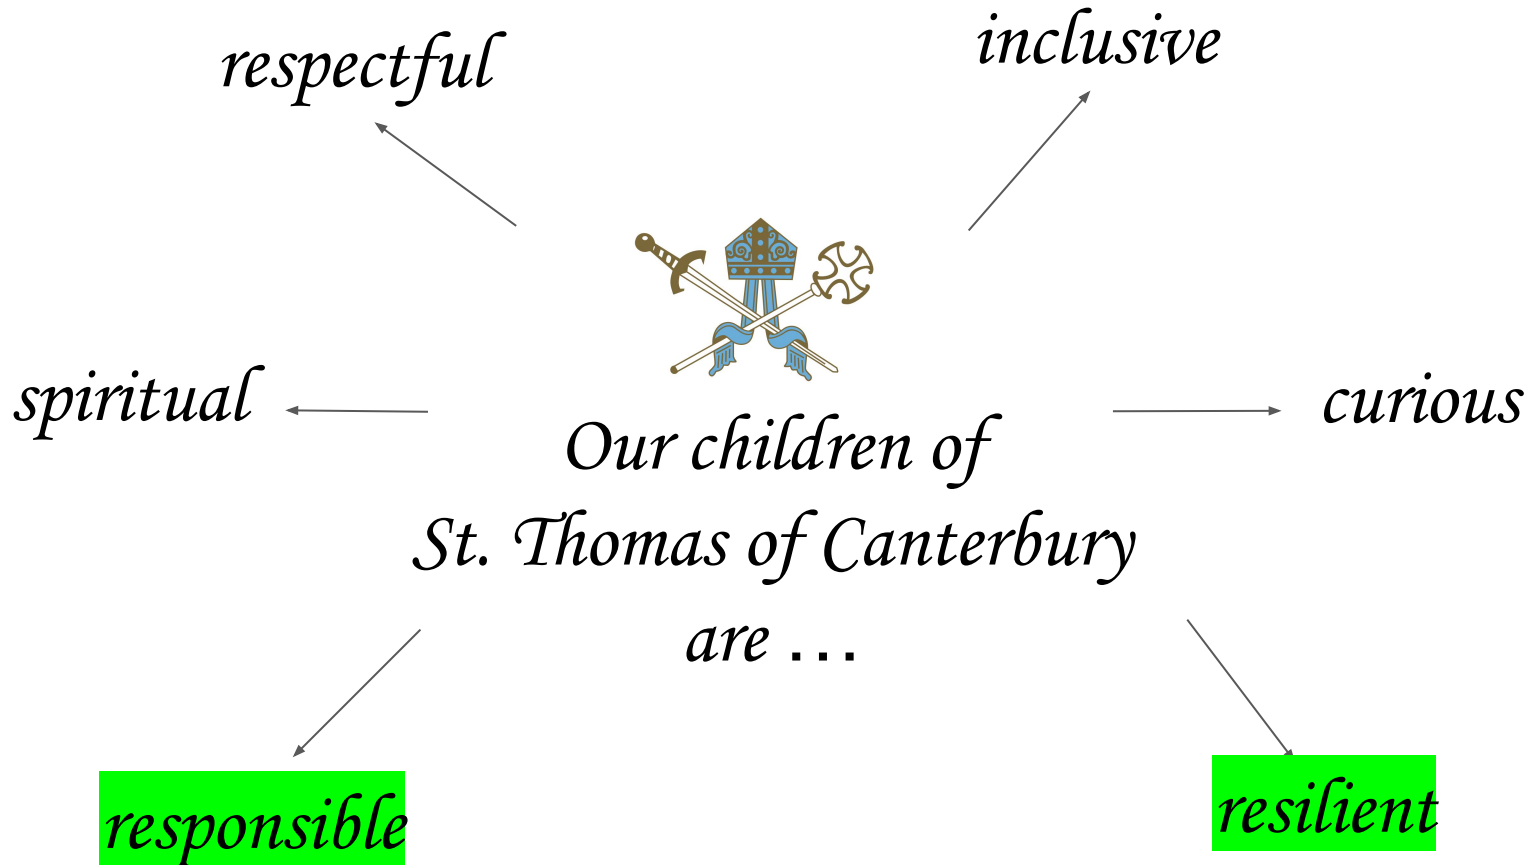 respectful
inclusive
spiritual
curious
Our children of
St. Thomas of Canterbury
are ...
responsible
resilient